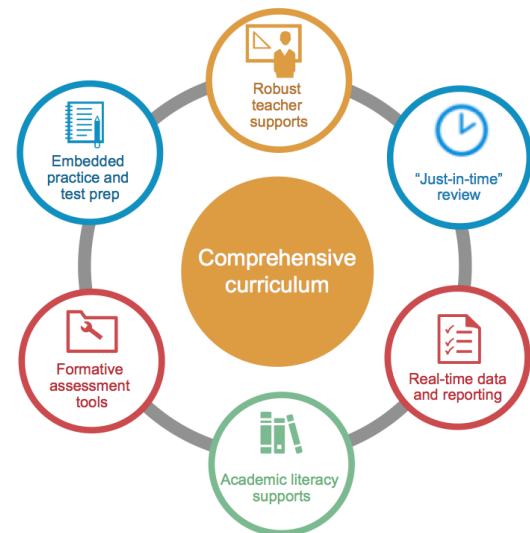 Robust
teacher
supports
Embedded
practice and
test prep
“Just-in-time”
review
Comprehensive
curriculum
Formative
assessment
tools
Real-time data
and reporting
Academic literacy
supports